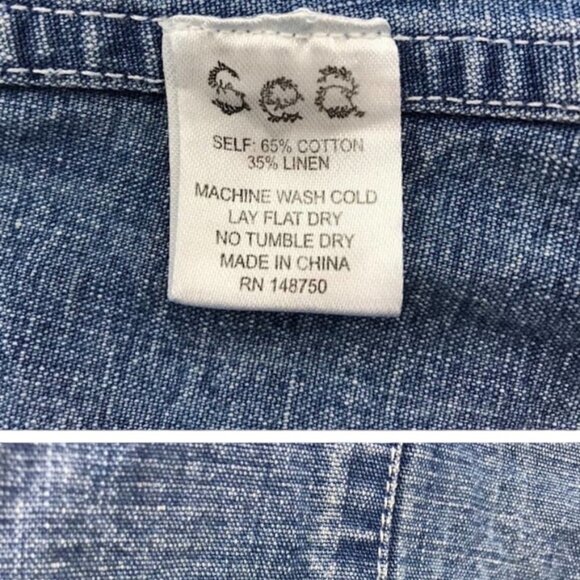 Sea
SELF: 65% COTTON
35% LINEN
MACHINE WASH COLD
LAY FLAT DRY
NO TUMBLE DRY
MADE IN CHINA
RN 148750